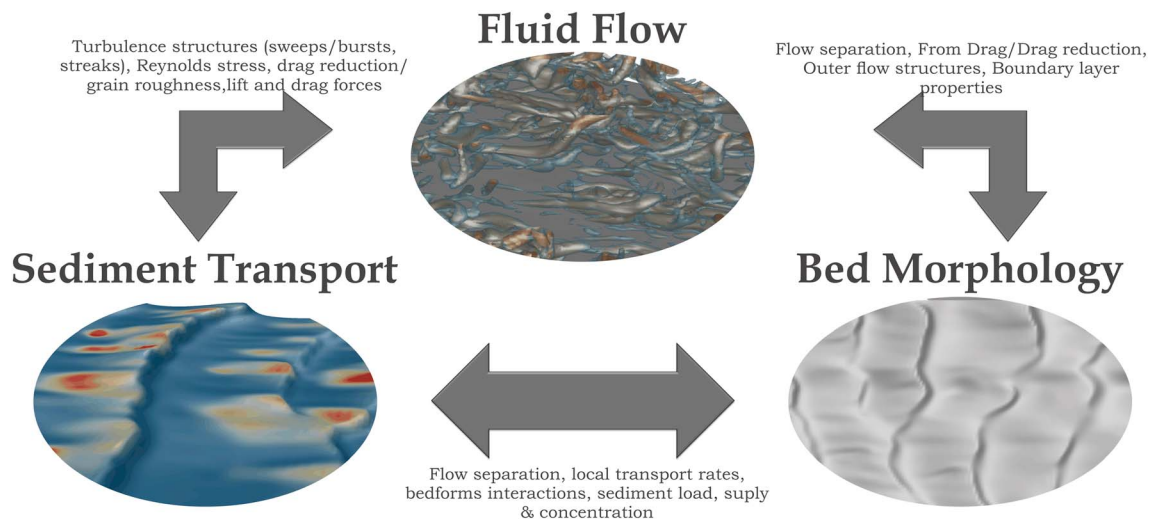 Fluid Flow
Turbulence structures (sweeps/bursts,
streaks), Reynolds stress, drag reduction/
grain roughness,lift and drag forces
Flow separation, From Drag/Drag reduction,
Outer flow structures, Boundary layer
properties
Sediment Transport
Bed Morphology
Flow separation, local transport rates,
bedforms interactions, sediment load, suply
& concentration